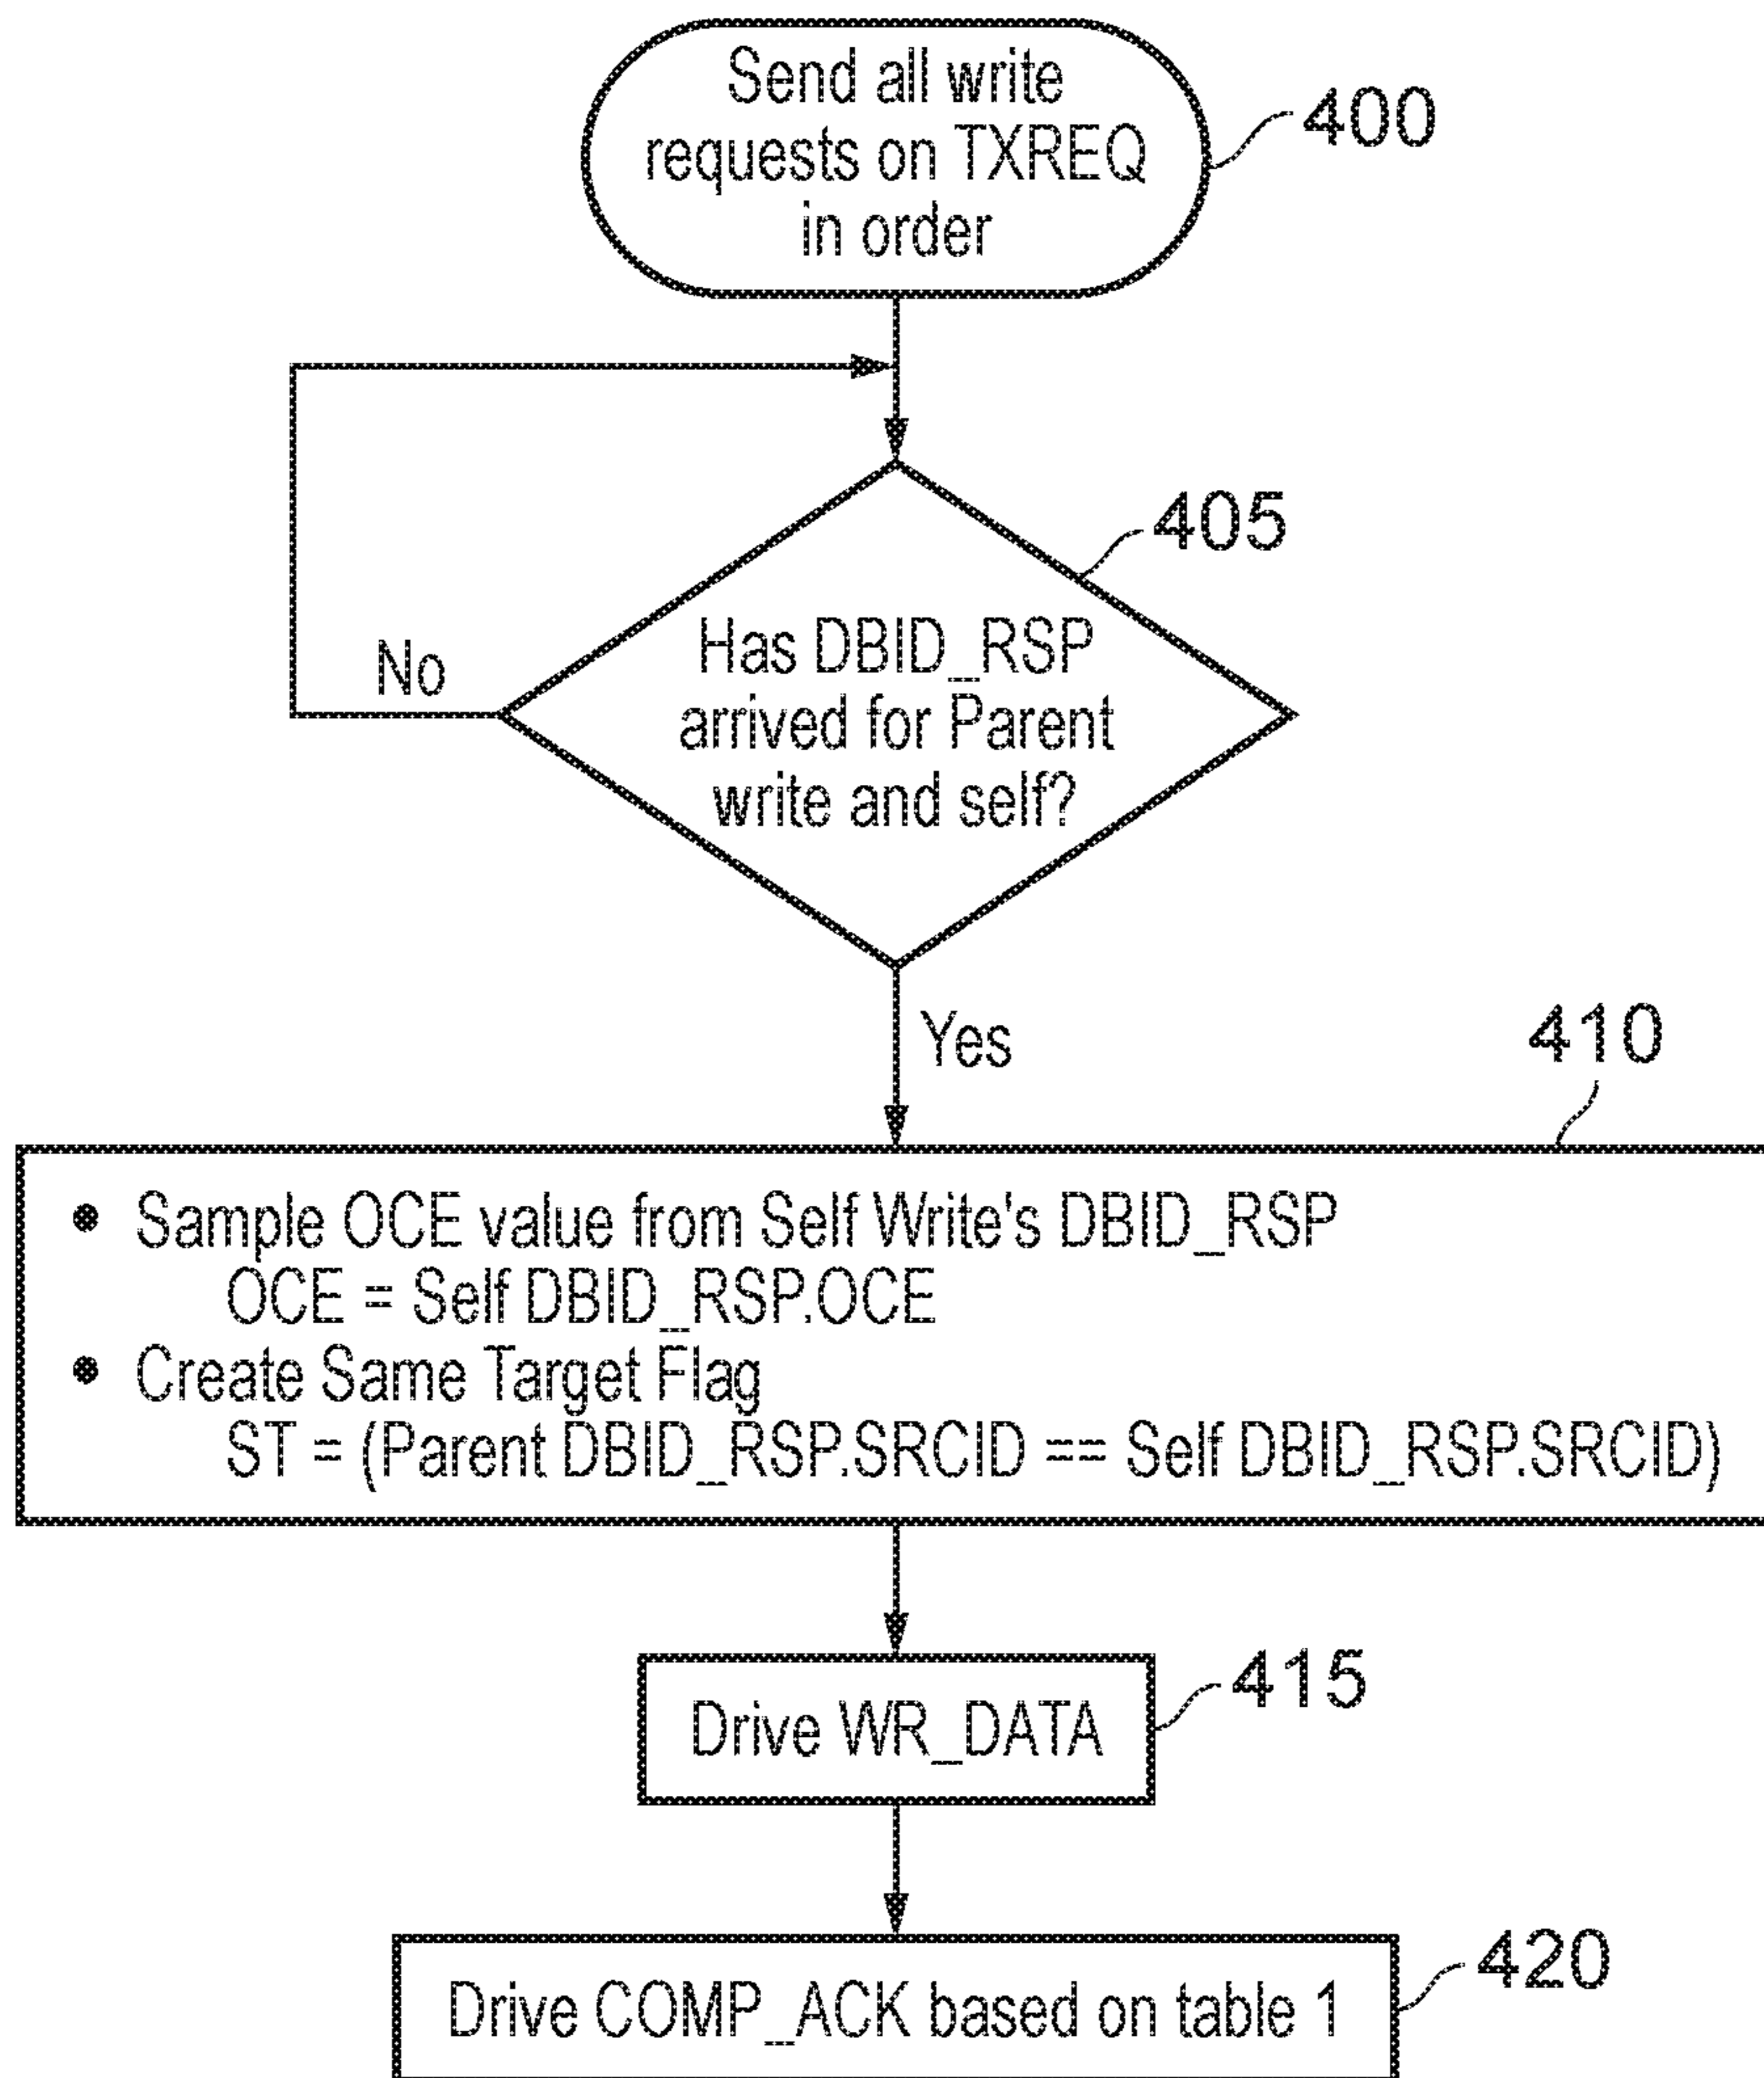 Send all write
requests on TXREQ
in order
400
405
Has DBID_RSP
arrived for Parent
write and self?
No
Yes
410
• Sample OCE value from Self Write's DBID_RSP
OCE = Self DBID_RSP.OCE
• Create Same Target Flag
ST = (Parent DBID_RSP.SRCID == Self DBID_RSP.SRCID)
Drive WR_DATA
415
Drive COMP_ACK based on table 1
420